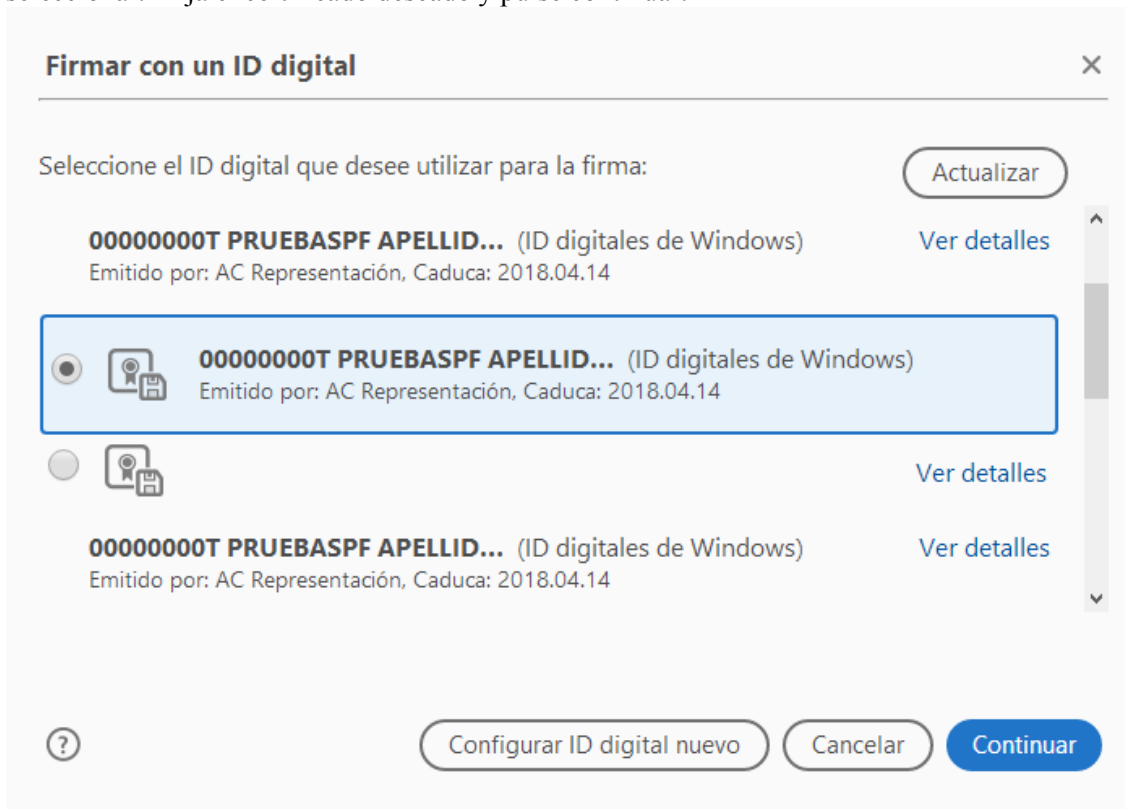 Firmar con un ID digital
Seleccione el ID digital que desee utilizar para la firma:
Actualizar
00000000T PRUEBASPF APELLID... (ID digitales de Windows) Ver detalles
Emitido por: AC Representación, Caduca: 2018.04.14
00000000T PRUEBASPF APELLID... (ID digitales de Windows)
Emitido por: AC Representación, Caduca: 2018.04.14
Ver detalles
00000000T PRUEBASPF APELLID... (ID digitales de Windows) Ver detalles
Emitido por: AC Representación, Caduca: 2018.04.14
? Configurar ID digital nuevo Cancelar Continuar